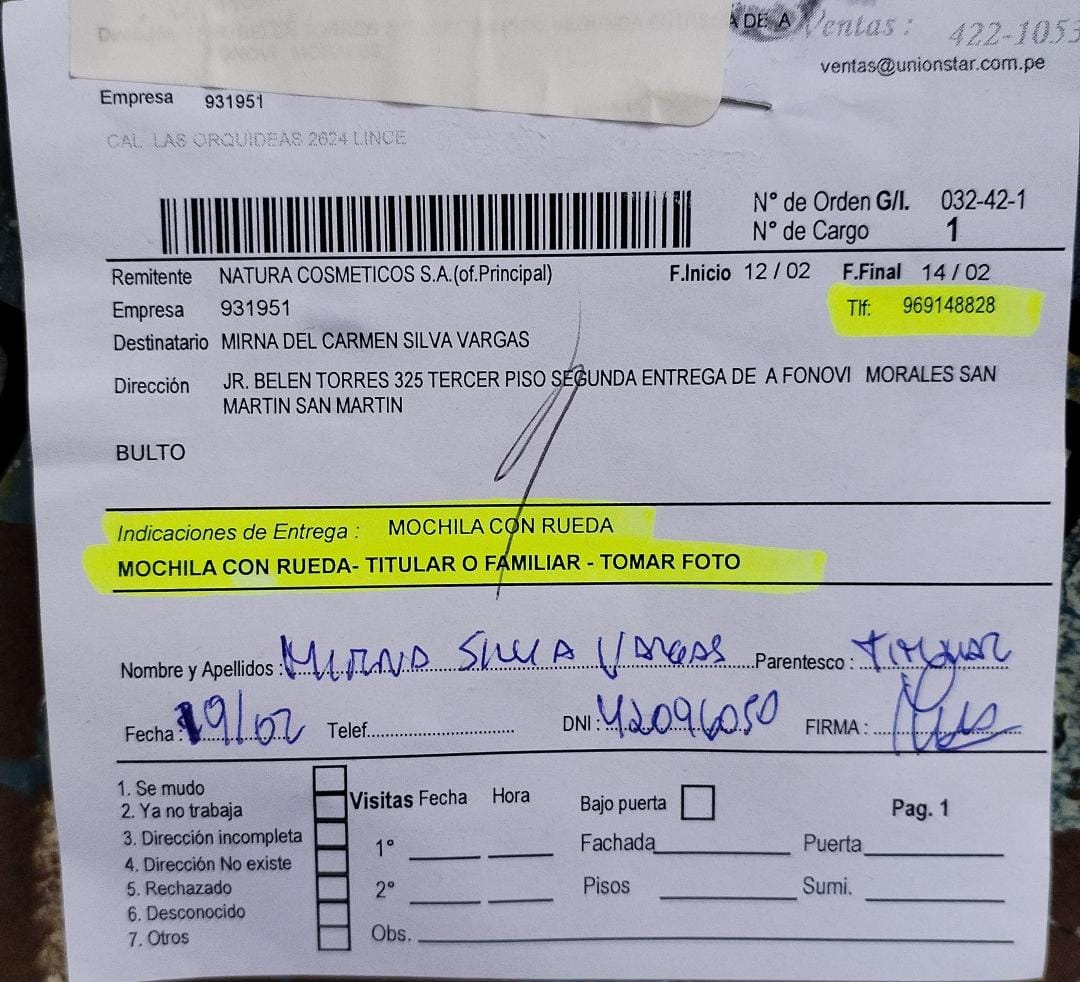 A DE A Ventas: 422-1053
ventas@unionstar.com.pe
Empresa 931951
CAL. LAS ORQUIDEAS 2624 LINCE
N° de Orden G/I. 032-42-1
N° de Cargo 1
Remitente NATURA COSMETICOS S.A.(of.Principal) F.Inicio 12 / 02 F.Final 14 / 02
Empresa 931951 Tlf: 969148828
Destinatario MIRNA DEL CARMEN SILVA VARGAS
Dirección JR. BELEN TORRES 325 TERCER PISO SEGUNDA ENTREGA DE A FONOVI MORALES SAN
MARTIN SAN MARTIN
BULTO
Indicaciones de Entrega : MOCHILA CON RUEDA
MOCHILA CON RUEDA- TITULAR O FAMILIAR - TOMAR FOTO
Nombre y Apellidos : MIRNA SILVA VARGAS Parentesco : TITULAR
Fecha : 19/02 Telef. DNI : 42096050 FIRMA :
1. Se mudo
2. Ya no trabaja
3. Dirección incompleta
4. Dirección No existe
5. Rechazado
6. Desconocido
7. Otros
Visitas Fecha Hora Bajo puerta Pag. 1
1° Fachada Puerta
2° Pisos Sumi.
Obs.